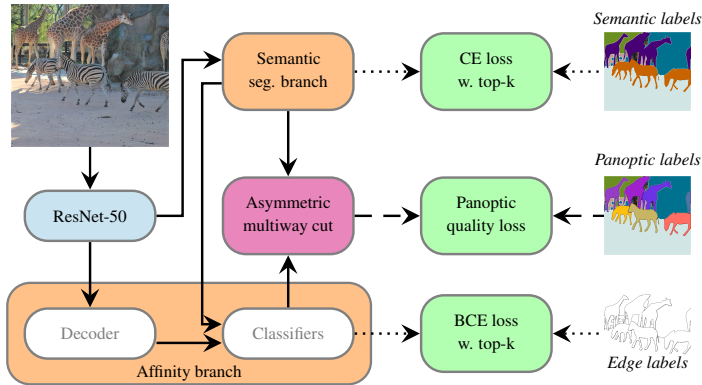 Semantic labels
Semantic
seg. branch
CE loss
w. top-k
Panoptic labels
ResNet-50
Asymmetric
multiway cut
Panoptic
quality loss
Decoder
Classifiers
BCE loss
w. top-k
Edge labels
Affinity branch